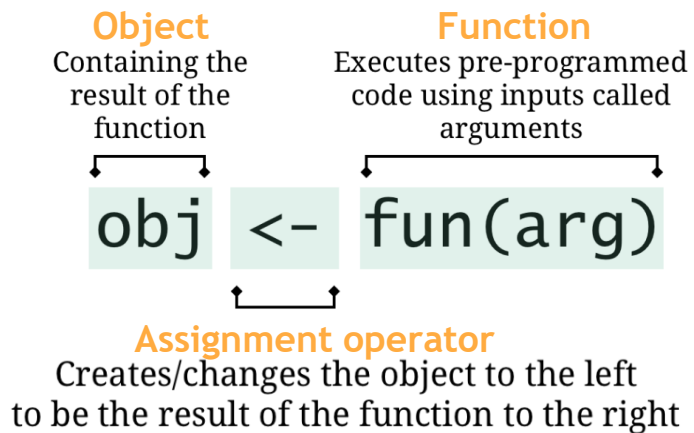 Object
Containing the
result of the
function
Function
Executes pre-programmed
code using inputs called
arguments
obj <- fun(arg)
Assignment operator
Creates/changes the object to the left
to be the result of the function to the right